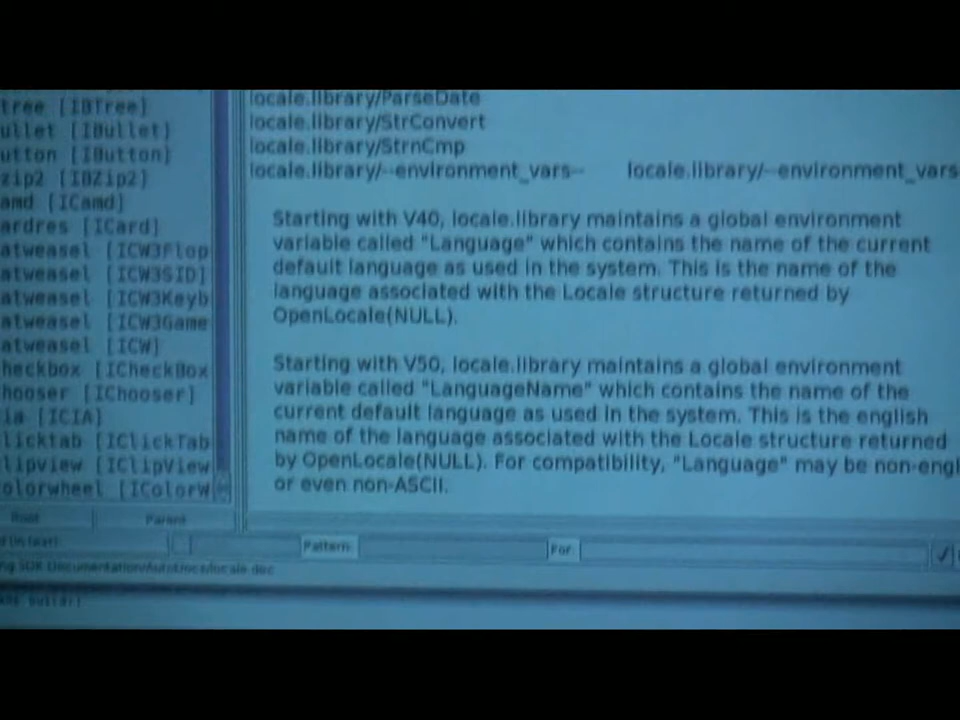 tree [IBTree]
ullet [IBullet]
utton [IButton]
zip2 [IBZip2]
amd [ICamd]
ardres [ICard]
atweasel [ICW3Flop
atweasel [ICW3SID]
atweasel [ICW3Keyb
atweasel [ICW3Game
atweasel [ICW]
heckbox [ICheckBox
hooser [IChooser]
ia [ICIA]
licktab [IClickTab
lipview [IClipView
olorwheel [IColorW
Root
Parent
locale.library/ParseDate
locale.library/StrConvert
locale.library/StrnCmp
locale.library/--environment_vars-- locale.library/--environment_vars
Starting with V40, locale.library maintains a global environment
variable called "Language" which contains the name of the current
default language as used in the system. This is the name of the
language associated with the Locale structure returned by
OpenLocale(NULL).
Starting with V50, locale.library maintains a global environment
variable called "LanguageName" which contains the name of the
current default language as used in the system. This is the english
name of the language associated with the Locale structure returned
by OpenLocale(NULL). For compatibility, "Language" may be non-engl
or even non-ASCII.
Pattern:
For: